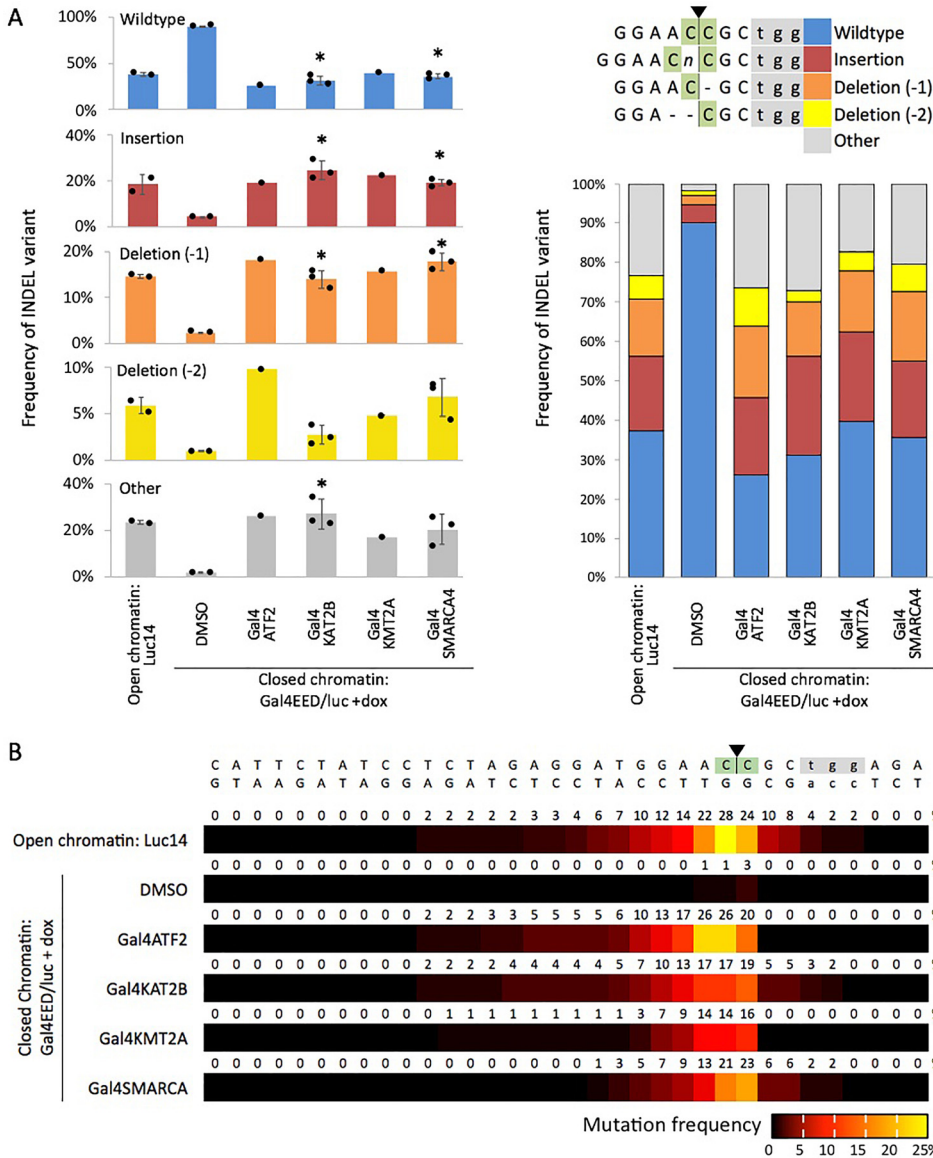 A
Frequency of INDEL variant
Wildtype
100%
50%
0%
Insertion
40%
20%
0%
Deletion (-1)
20%
10%
0%
Deletion (-2)
10%
5%
0%
Other
40%
20%
0%
* *
* *
* *
*
Open chromatin: Luc14
DMSO
Gal4 ATF2
Gal4 KAT2B
Gal4 KMT2A
Gal4 SMARCA4
Closed chromatin:
Gal4EED/luc +dox
G G A A C C G C t g g Wildtype
G G A A C n C G C t g g Insertion
G G A A C - G C t g g Deletion (-1)
G G A - - C G C t g g Deletion (-2)
Other
Frequency of INDEL variant
100%
90%
80%
70%
60%
50%
40%
30%
20%
10%
0%
Open chromatin: Luc14
DMSO
Gal4 ATF2
Gal4 KAT2B
Gal4 KMT2A
Gal4 SMARCA4
Closed chromatin:
Gal4EED/luc +dox
B
C A T T C T A T C C T C T A G A G G A T G G A A C C G C t g g A G A
G T A A G A T A G G A G A T C T C C T A C C T T G G C G a c c T C T
0 0 0 0 0 0 0 0 0 0 2 2 2 2 2 3 3 4 6 7 10 12 14 22 28 24 10 8 4 2 2 0 0 0
Open chromatin: Luc14
0 0 0 0 0 0 0 0 0 0 0 0 0 0 0 0 0 0 0 0 0 0 0 1 1 3 0 0 0 0 0 0 0 0
DMSO
0 0 0 0 0 0 0 0 0 0 2 2 2 3 3 5 5 5 5 6 10 13 17 26 26 20 0 0 0 0 0 0 0 0
Gal4ATF2
0 0 0 0 0 0 0 0 0 0 2 2 2 2 4 4 4 4 4 5 7 10 13 17 17 19 5 5 3 2 0 0 0 0
Gal4KAT2B
0 0 0 0 0 0 0 0 0 0 0 1 1 1 1 1 1 1 1 1 3 7 9 14 14 16 0 0 0 0 0 0 0 0
Gal4KMT2A
0 0 0 0 0 0 0 0 0 0 0 0 0 0 0 0 0 0 1 3 5 7 9 13 21 23 6 6 2 2 0 0 0 0
Gal4SMARCA
Closed Chromatin:
Gal4EED/luc + dox
Mutation frequency
0 5 10 15 20 25%